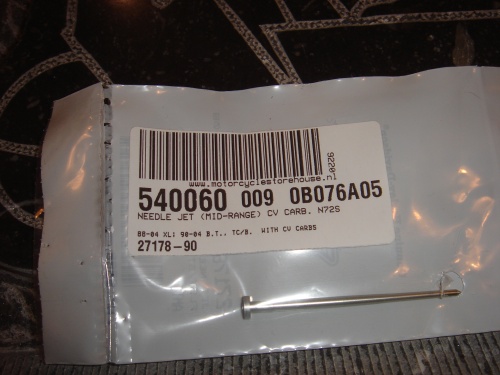 www.motorcyclestorehouse.nl
9220
540060 009 0B076A05
NEEDLE JET (MID-RANGE) CV CARB. N72S
88-04 XL; 90-04 B.T., TC/B. WITH CV CARBS
27178-90